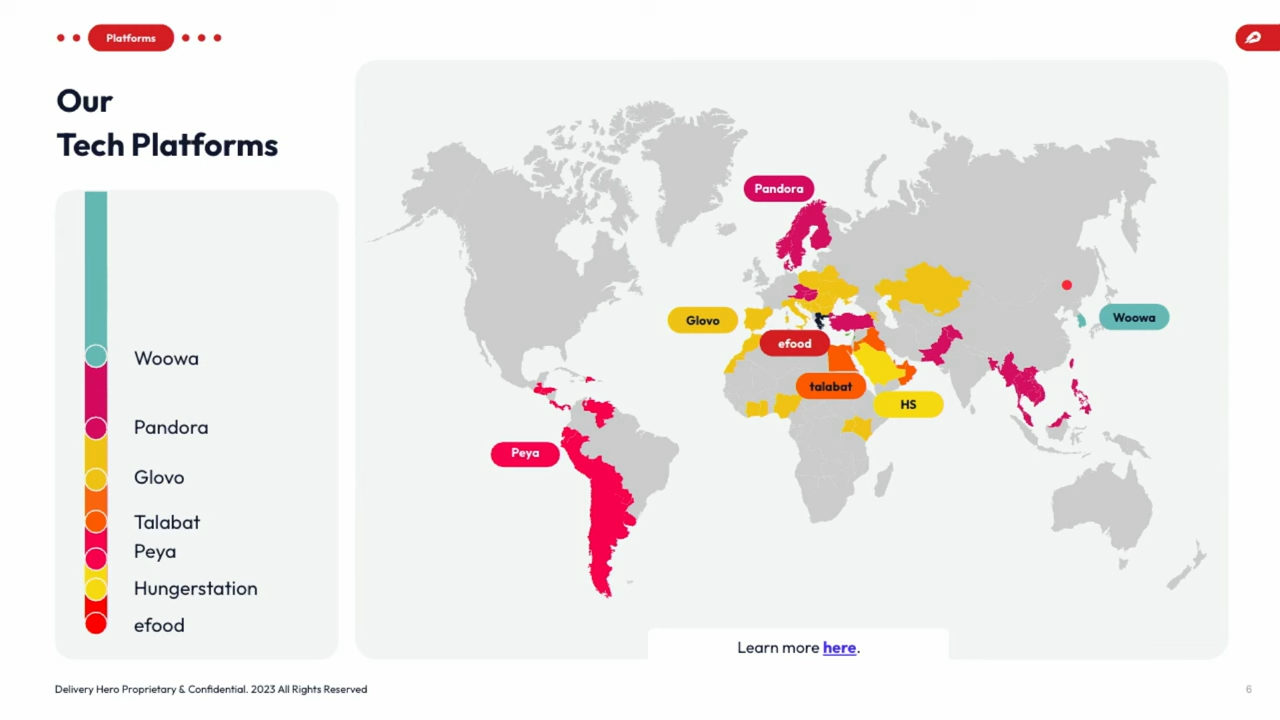 Platforms
Our
Tech Platforms
Woowa
Pandora
Glovo
Talabat
Peya
Hungerstation
efood
Pandora
Glovo
Woowa
efood
talabat
HS
Peya
Learn more here.
Delivery Hero Proprietary & Confidential. 2023 All Rights Reserved
6